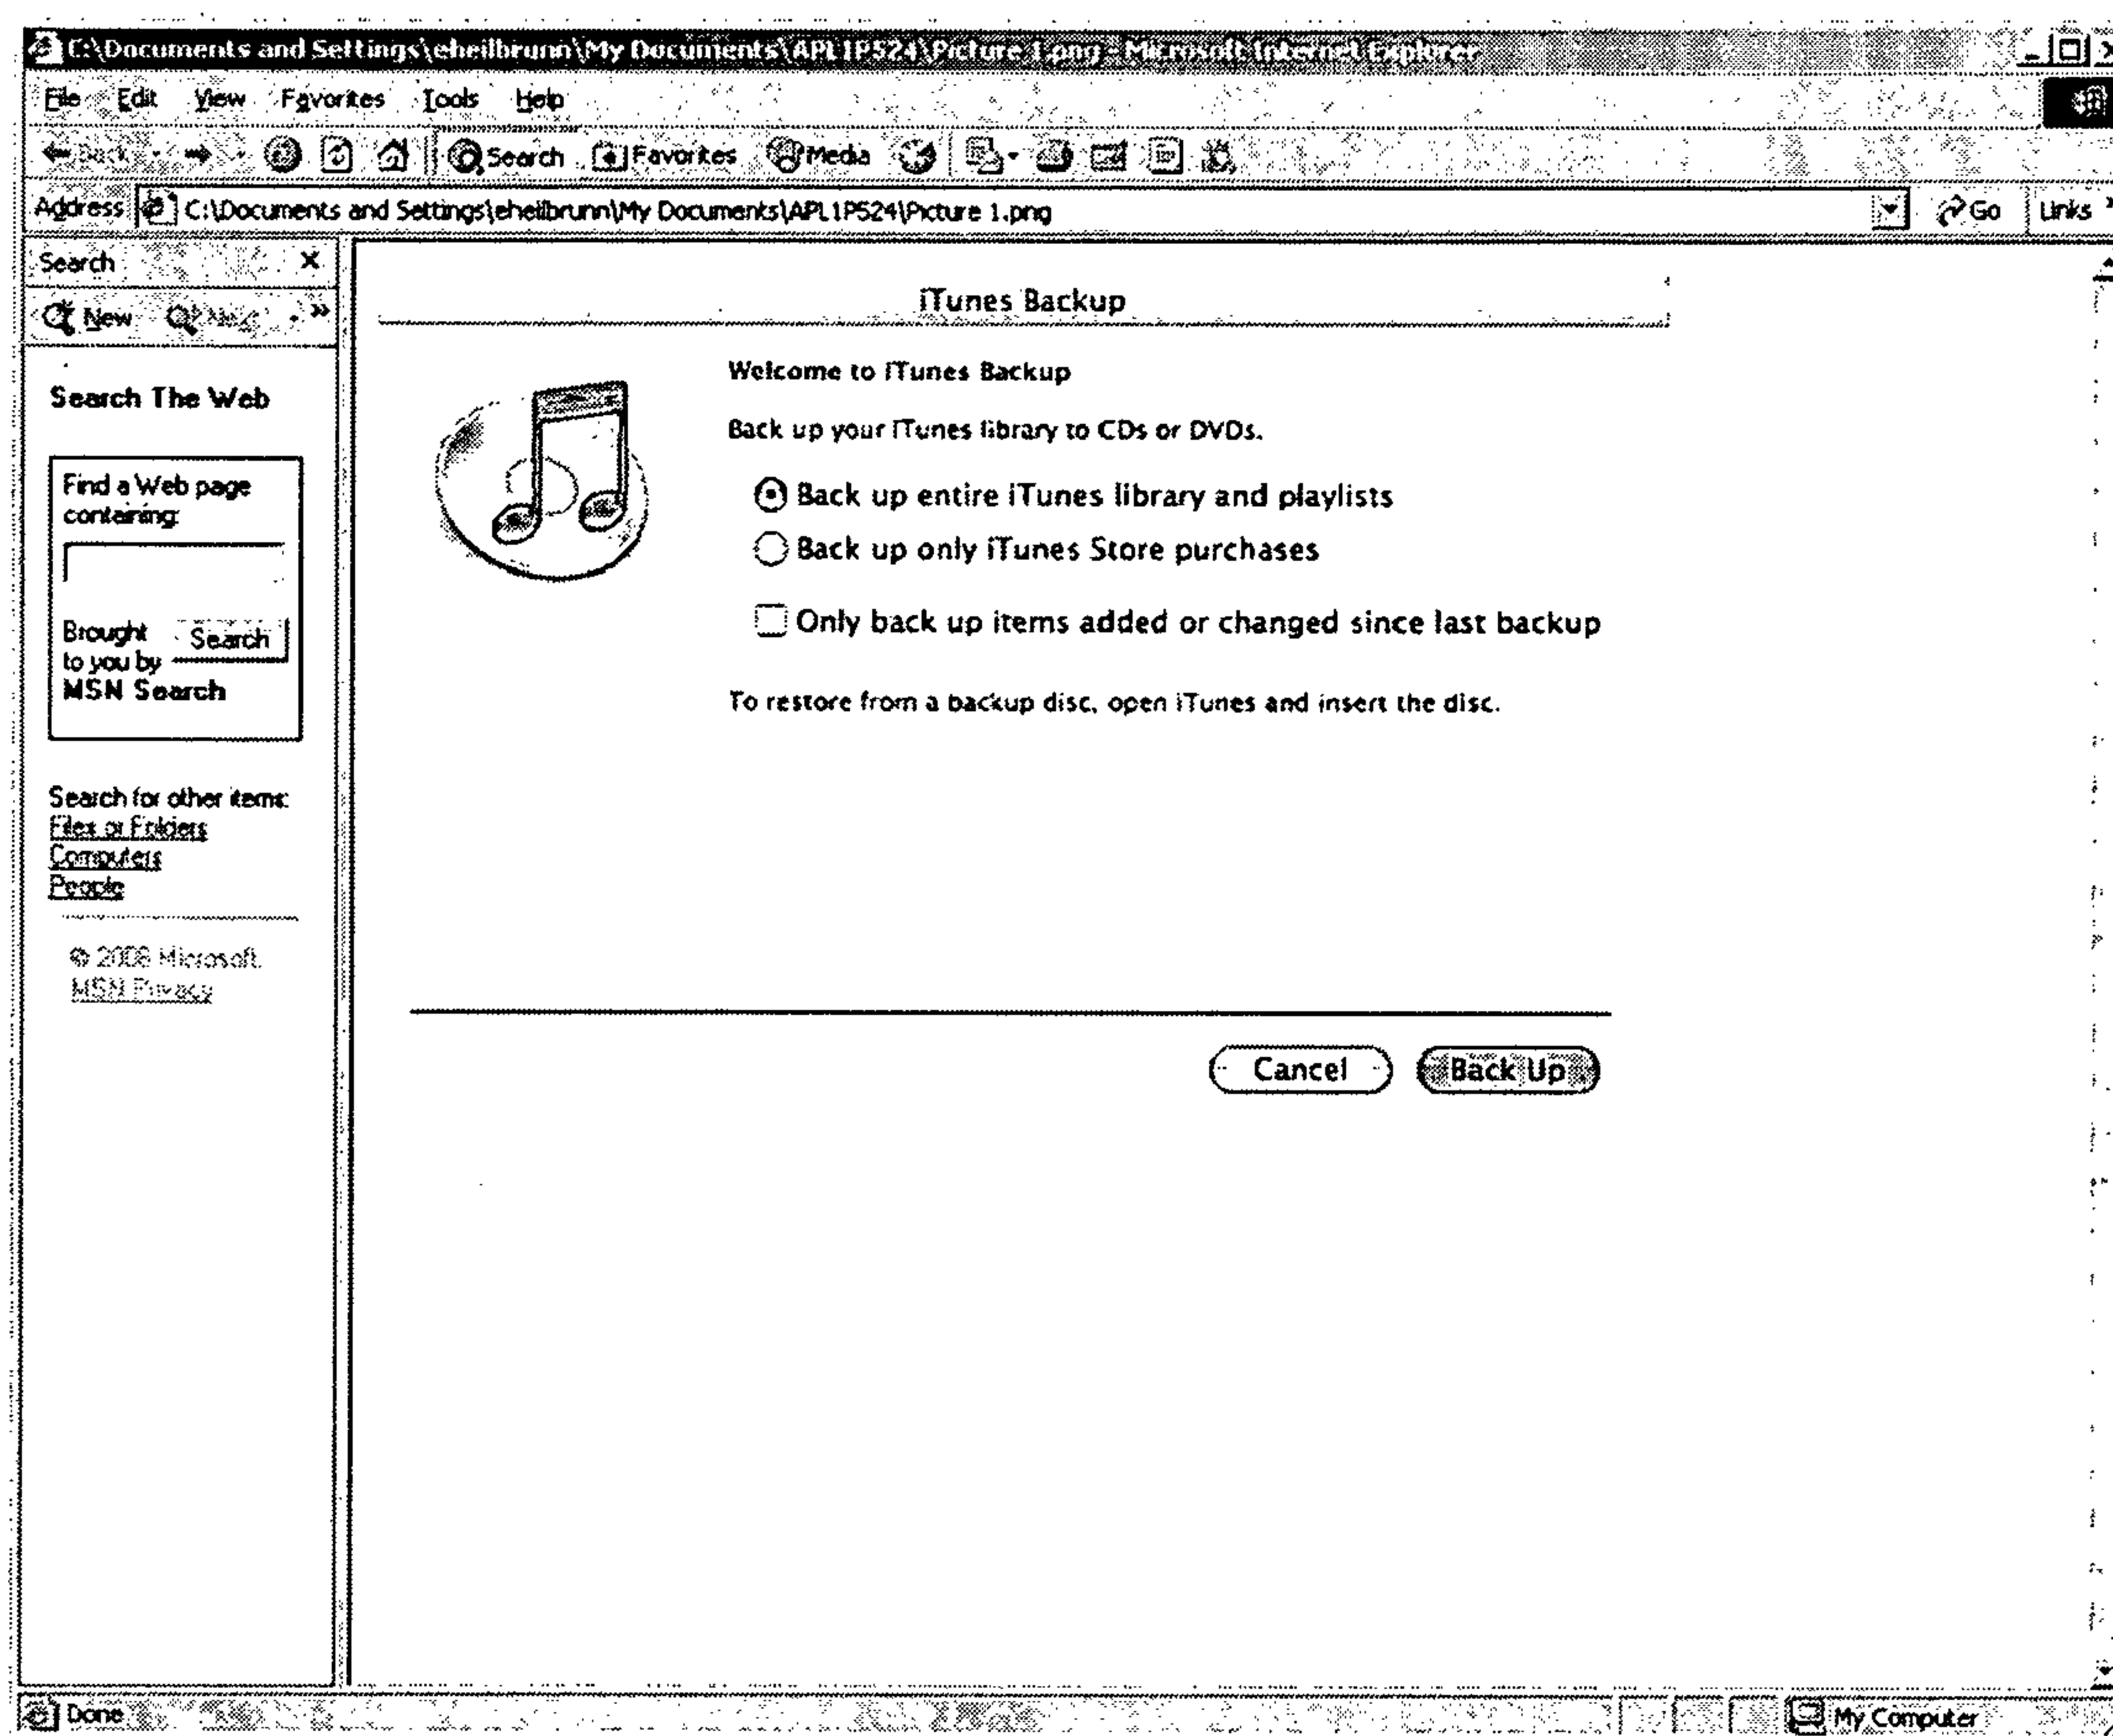 C:\Documents and Settings\eheilbrunn\My Documents\APL1P524\Picture 1.png - Microsoft Internet Explorer
File Edit View Favorites Tools Help
Back Search Favorites Media
Address C:\Documents and Settings\eheilbrunn\My Documents\APL1P524\Picture 1.png Go Links »
Search ×
New Next »
Search The Web
Find a Web page
containing:
Brought
to you by
MSN Search
Search
Search for other items:
Files or Folders
Computers
People
Microsoft.
MSN Privacy
iTunes Backup
Welcome to iTunes Backup
Back up your iTunes library to CDs or DVDs.
Back up entire iTunes library and playlists
Back up only iTunes Store purchases
Only back up items added or changed since last backup
To restore from a backup disc, open iTunes and insert the disc.
Cancel Back Up
Done My Computer